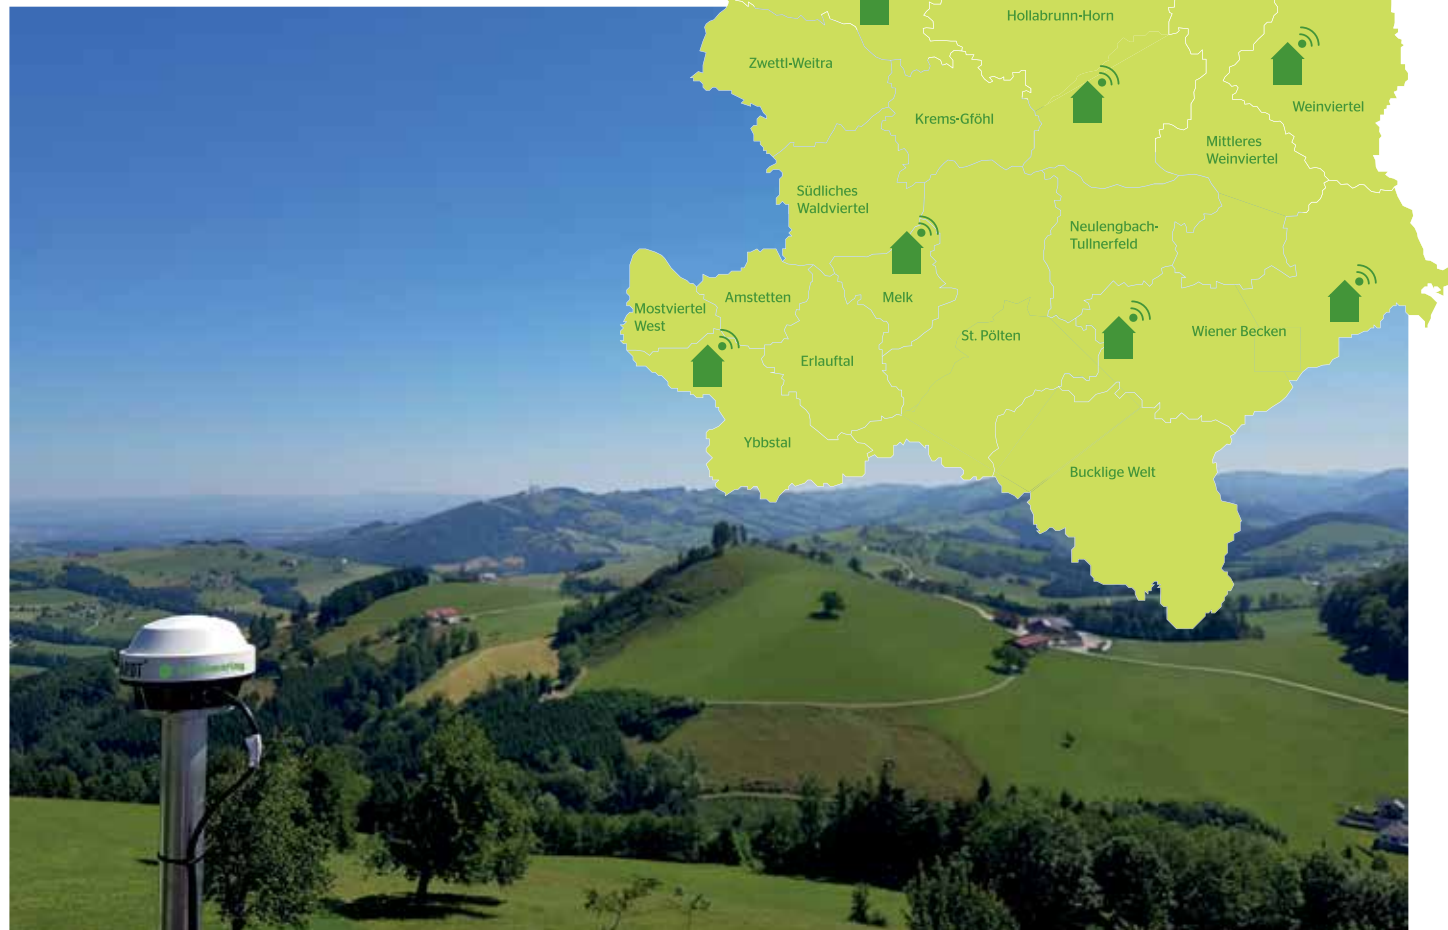 Hollabrunn-Horn
Zwettl-Weitra
Weinviertel
Krems-Gföhl
Mittleres
Weinviertel
Südliches
Waldviertel
Neulengbach-
Tullnerfeld
Amstetten
Melk
Mostviertel
West
Wiener Becken
St. Pölten
Erlauftal
Ybbstal
Bucklige Welt